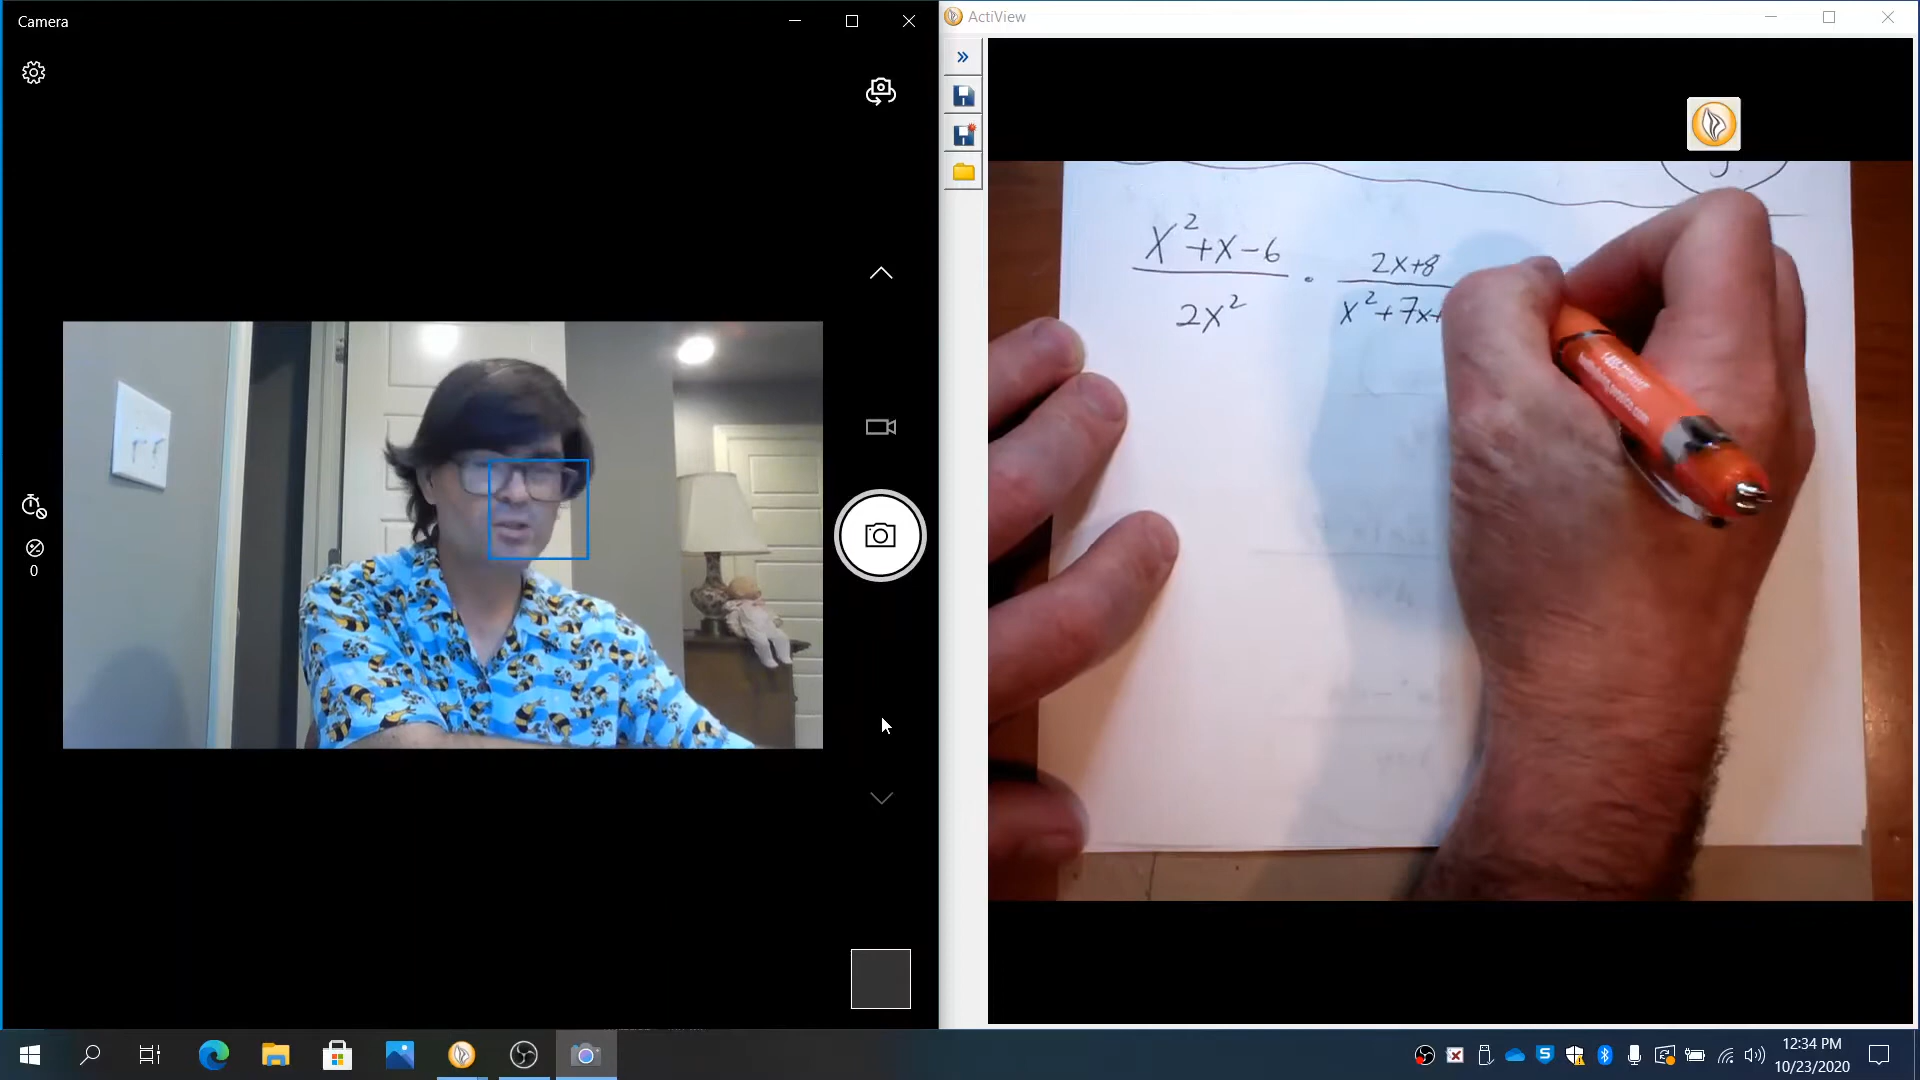 Camera
ActiView
x²+x-6
2x²
·
2x+8
x²+7x+
0
12:34 PM
10/23/2020